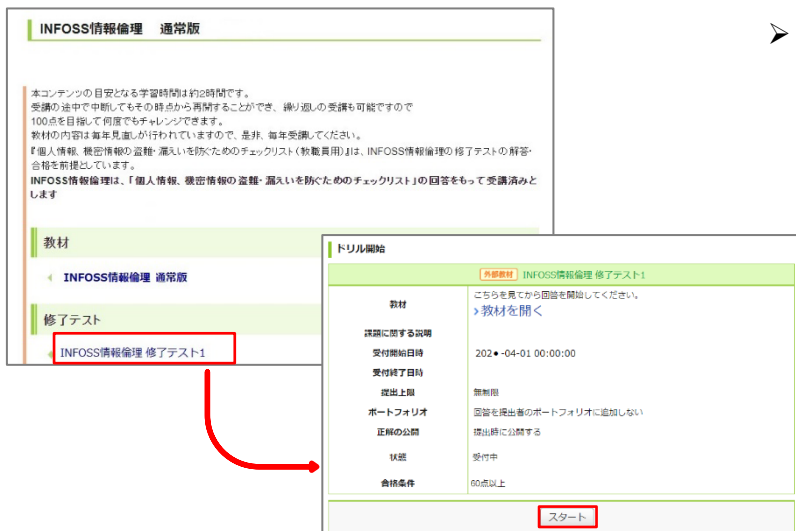 INFOSS情報倫理　通常版
本コンテンツの目安となる学習時間は約2時間です。
受講の途中で中断してもその時点から再開することができ、繰り返しの受講も可能ですので
100点を目指して何度でもチャレンジできます。
教材の内容は毎年見直しが行われていますので、是非、毎年受講してください。
『個人情報、機密情報の盗難・漏えいを防ぐためのチェックリスト(教職員用)』は、INFOSS情報倫理の修了テストの解答・
合格を前提としています。
INFOSS情報倫理は、「個人情報、機密情報の盗難・漏えいを防ぐためのチェックリスト」の回答をもって受講済みと
します
教材
INFOSS情報倫理 通常版
修了テスト
INFOSS情報倫理 修了テスト1
ドリル開始
外部教材 INFOSS情報倫理 修了テスト1
教材 こちらを見てから回答を開始してください。
›教材を開く
課題に関する説明
受付開始日時 202●-04-01 00:00:00
受付終了日時
提出上限 無制限
ポートフォリオ 回答を提出者のポートフォリオに追加しない
正解の公開 提出時に公開する
状態 受付中
合格条件 60点以上
スタート